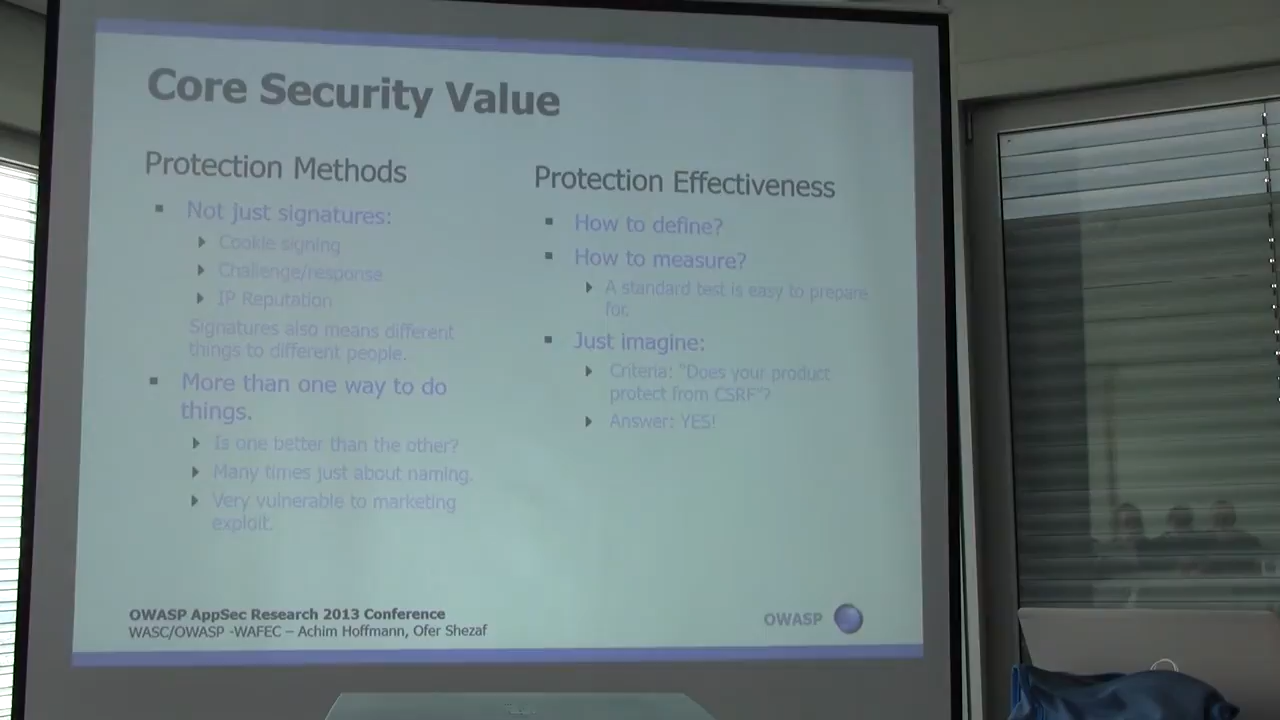 Core Security Value
Protection Methods
Not just signatures:
Cookie signing
Challenge/response
IP Reputation
Signatures also means different
things to different people.
More than one way to do
things.
Is one better than the other?
Many times just about naming.
Very vulnerable to marketing
exploit.
Protection Effectiveness
How to define?
How to measure?
A standard test is easy to prepare
for.
Just imagine:
Criteria: "Does your product
protect from CSRF"?
Answer: YES!
OWASP AppSec Research 2013 Conference
WASC/OWASP -WAFEC – Achim Hoffmann, Ofer Shezaf
OWASP